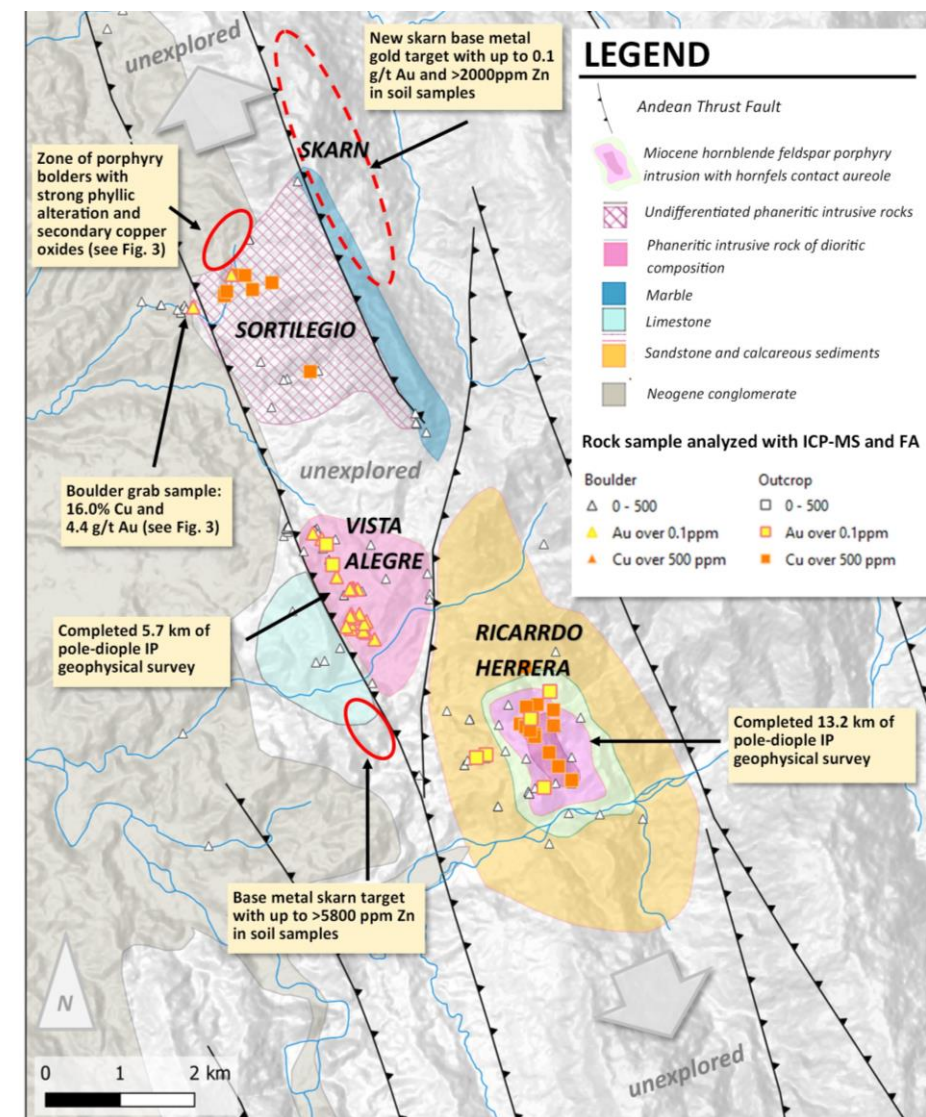 unexplored
New skarn base metal
gold target with up to 0.1
g/t Au and >2000ppm Zn
in soil samples
Zone of porphyry
bolders with
strong phyllic
alteration and
secondary copper
oxides (see Fig. 3)
SKARN
SORTILEGIO
Boulder grab sample:
16.0% Cu and
4.4 g/t Au (see Fig. 3)
unexplored
VISTA
ALEGRE
Completed 5.7 km of
pole-diople IP
geophysical survey
RICARRDO
HERRERA
Completed 13.2 km of
pole-diople IP
geophysical survey
Base metal skarn target
with up to >5800 ppm Zn
in soil samples
unexplored
N
0 1 2 km
LEGEND
Andean Thrust Fault
Miocene hornblende feldspar porphyry
intrusion with hornfels contact aureole
Undifferentiated phaneritic intrusive rocks
Phaneritic intrusive rock of dioritic
composition
Marble
Limestone
Sandstone and calcareous sediments
Neogene conglomerate
Rock sample analyzed with ICP-MS and FA
Boulder Outcrop
0 - 500 0 - 500
Au over 0.1ppm Au over 0.1ppm
Cu over 500 ppm Cu over 500 ppm